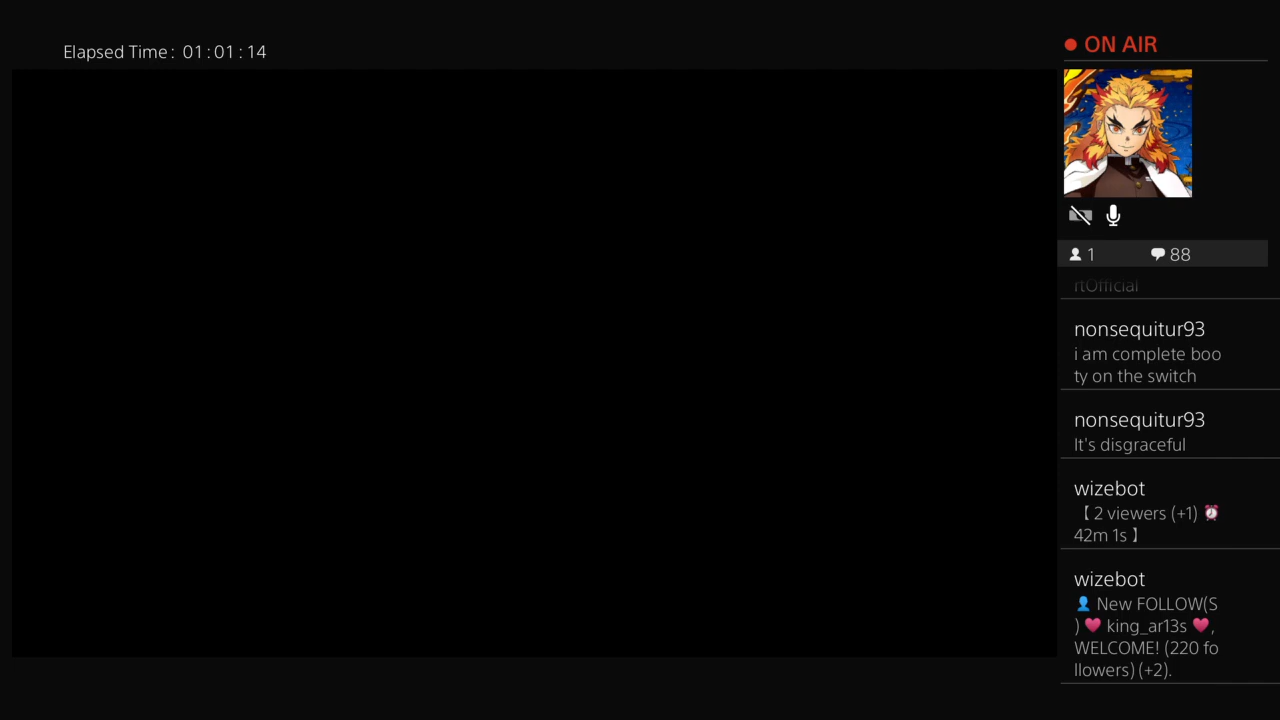 Elapsed Time: 01:01:14
ON AIR
1
88
rtOfficial
nonsequitur93
i am complete boo
ty on the switch
nonsequitur93
It's disgraceful
wizebot
【 2 viewers (+1) ⏰
42m 1s 】
wizebot
👤 New FOLLOW(S
) 💗 king_ar13s 💗,
WELCOME! (220 fo
llowers) (+2).